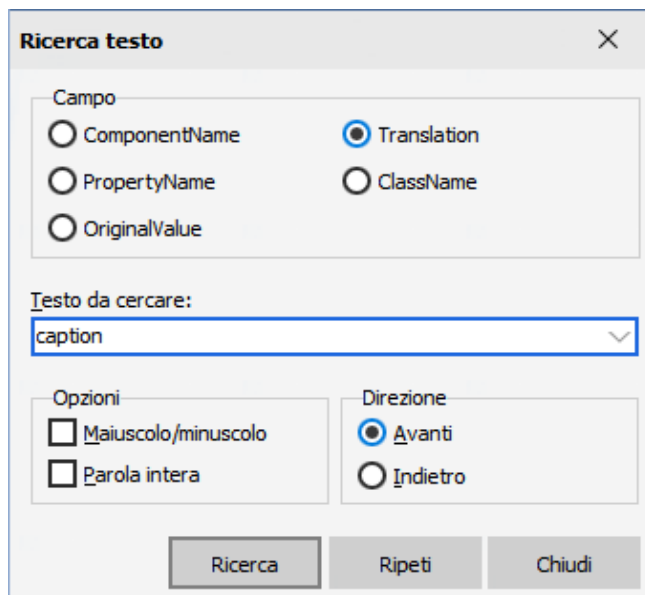 Ricerca testo
Campo
ComponentName
Translation
PropertyName
ClassName
OriginalValue
Testo da cercare:
caption
Opzioni
Direzione
Maiuscolo/minuscolo
Avanti
Parola intera
Indietro
Ricerca
Ripeti
Chiudi